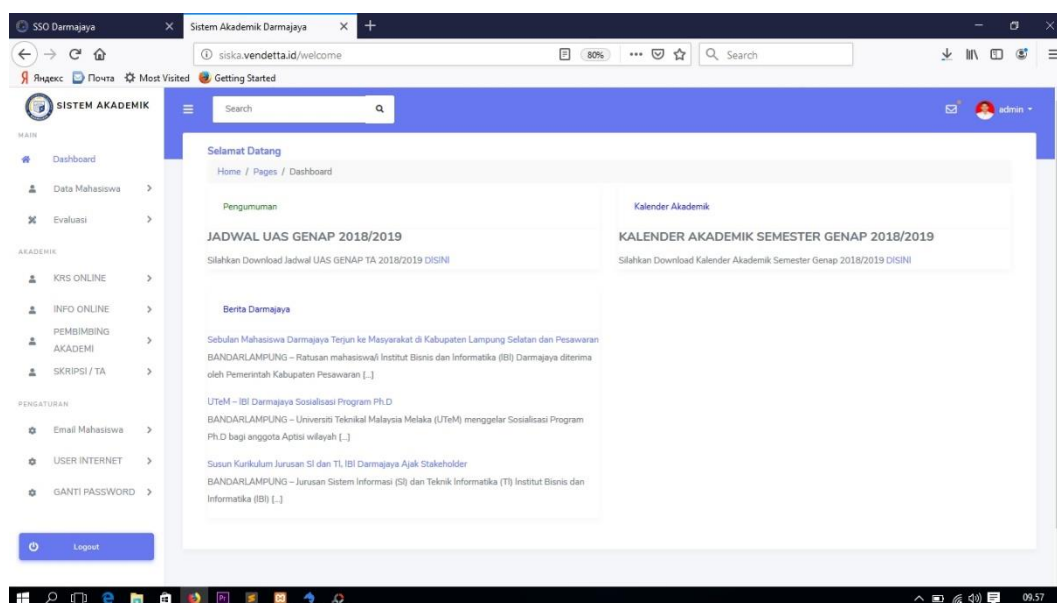 SSO Darmajaya
Sistem Akademik Darmajaya
siska.vendetta.id/welcome
80%
Search
Яндекс
Почта
Most Visited
Getting Started
SISTEM AKADEMIK
Search
admin
MAIN
Dashboard
Data Mahasiswa
Evaluasi
AKADEMIK
KRS ONLINE
INFO ONLINE
PEMBIMBING
AKADEMI
SKRIPSI / TA
PENGATURAN
Email Mahasiswa
USER INTERNET
GANTI PASSWORD
Logout
Selamat Datang
Home / Pages / Dashboard
Pengumuman
JADWAL UAS GENAP 2018/2019
Silahkan Download Jadwal UAS GENAP TA 2018/2019 DISINI
Kalender Akademik
KALENDER AKADEMIK SEMESTER GENAP 2018/2019
Silahkan Download Kalender Akademik Semester Genap 2018/2019 DISINI
Berita Darmajaya
Sebulan Mahasiswa Darmajaya Terjun ke Masyarakat di Kabupaten Lampung Selatan dan Pesawaran
BANDARLAMPUNG – Ratusan mahasiswa/i Institut Bisnis dan Informatika (IBI) Darmajaya diterima
oleh Pemerintah Kabupaten Pesawaran [...]
UTeM – IBI Darmajaya Sosialisasi Program Ph.D
BANDARLAMPUNG – Universiti Teknikal Malaysia Melaka (UTeM) menggelar Sosialisasi Program
Ph.D bagi anggota Aptisi wilayah [...]
Susun Kurikulum Jurusan SI dan TI, IBI Darmajaya Ajak Stakeholder
BANDARLAMPUNG – Jurusan Sistem Informasi (SI) dan Teknik Informatika (TI) Institut Bisnis dan
Informatika (IBI) [...]
Pr
09.57